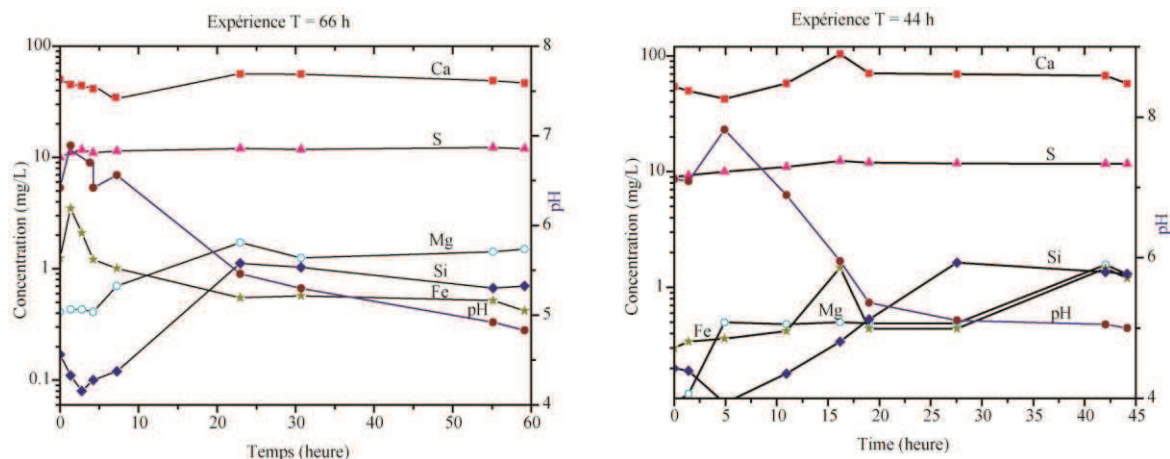 Expérience T = 66 h
100
10
1
0.1
Concentration (mg/L)
0
10
20
30
40
50
60
Temps (heure)
8
7
6
5
4
pH
Ca
S
Mg
Si
Fe
pH
Expérience T = 44 h
100
10
1
Concentration (mg/L)
0
5
10
15
20
25
30
35
40
45
Time (heure)
8
6
4
pH
Ca
S
Si
Fe
Mg
pH